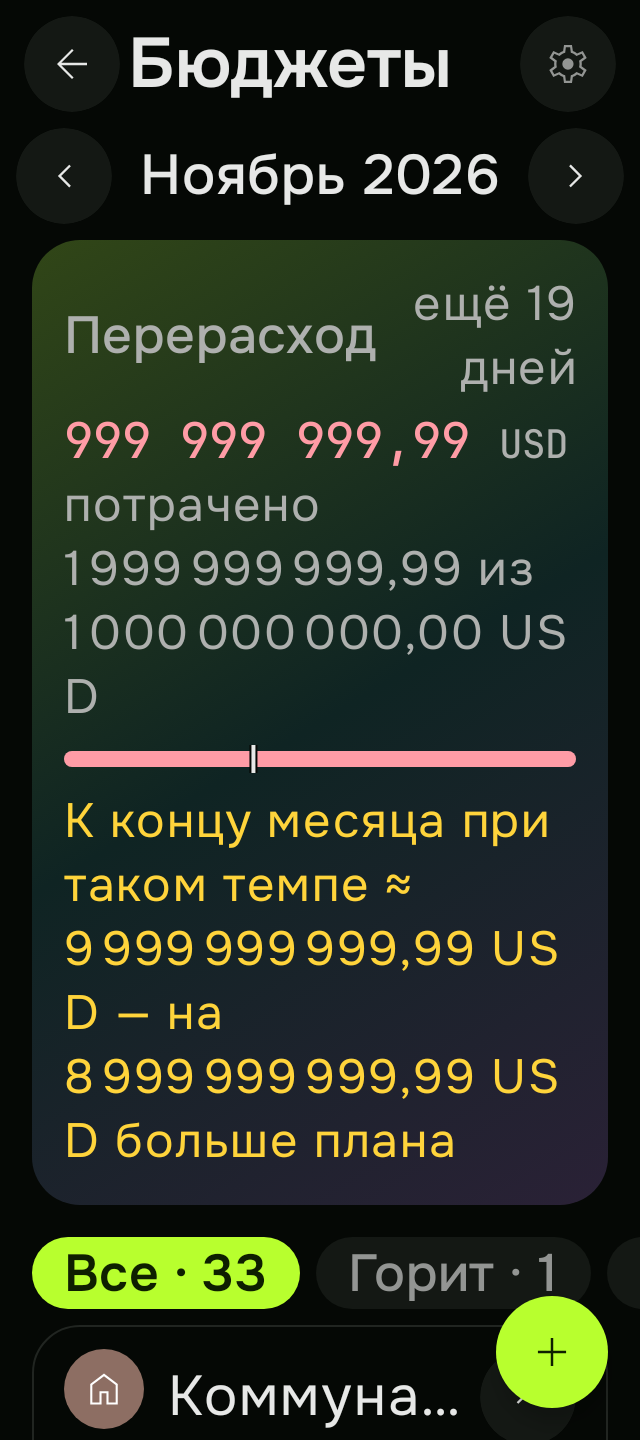 Бюджеты
Ноябрь 2026
Перерасход
ещё 19
дней
999 999 999,99 USD
потрачено
1 999 999 999,99 из
1 000 000 000,00 US
D
К концу месяца при
таком темпе ≈
9 999 999 999,99 US
D — на
8 999 999 999,99 US
D больше плана
Все · 33
Горит · 1
Коммуна...